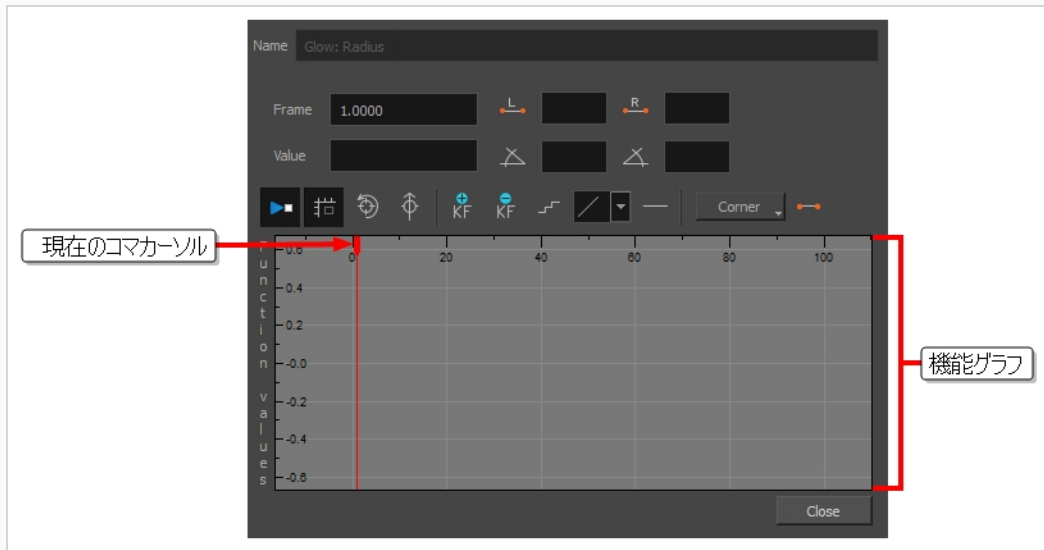 Name Glow: Radius
Frame 1.0000 L R
Value
KF KF Corner
現在のコマカーソル
機能グラフ
Function values
0 20 40 60 80 100
-0.6
-0.4
-0.2
-0.0
-0.2
-0.4
-0.6
Close